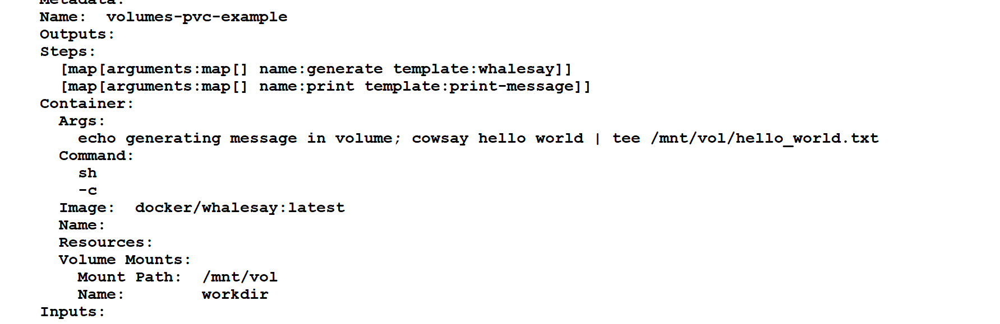 Metadata:
Name:  volumes-pvc-example
Outputs:
Steps:
  [map[arguments:map[] name:generate template:whalesay]]
  [map[arguments:map[] name:print template:print-message]]
Container:
  Args:
    echo generating message in volume; cowsay hello world | tee /mnt/vol/hello_world.txt
  Command:
    sh
    -c
  Image:  docker/whalesay:latest
  Name:
  Resources:
  Volume Mounts:
    Mount Path:  /mnt/vol
    Name:        workdir
Inputs: